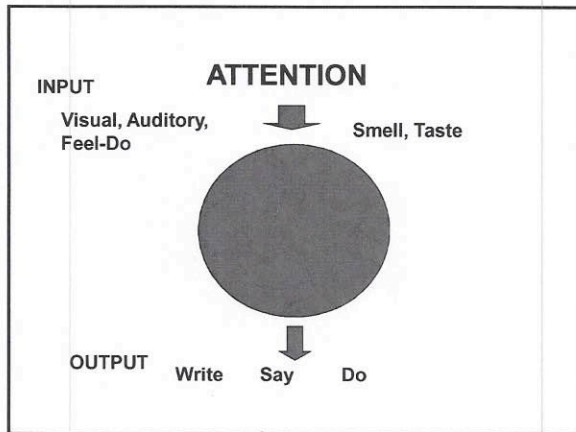 ATTENTION
INPUT
Visual, Auditory,
Feel-Do
Smell, Taste
OUTPUT
Write Say Do